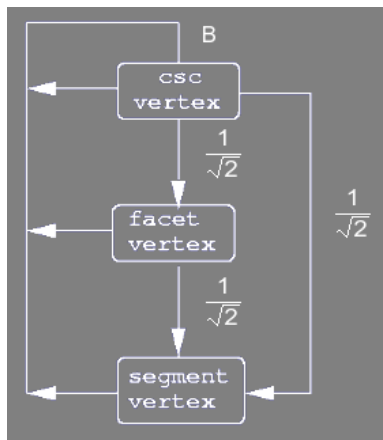 B
csc
vertex
1
√2
1
√2
facet
vertex
1
√2
segment
vertex